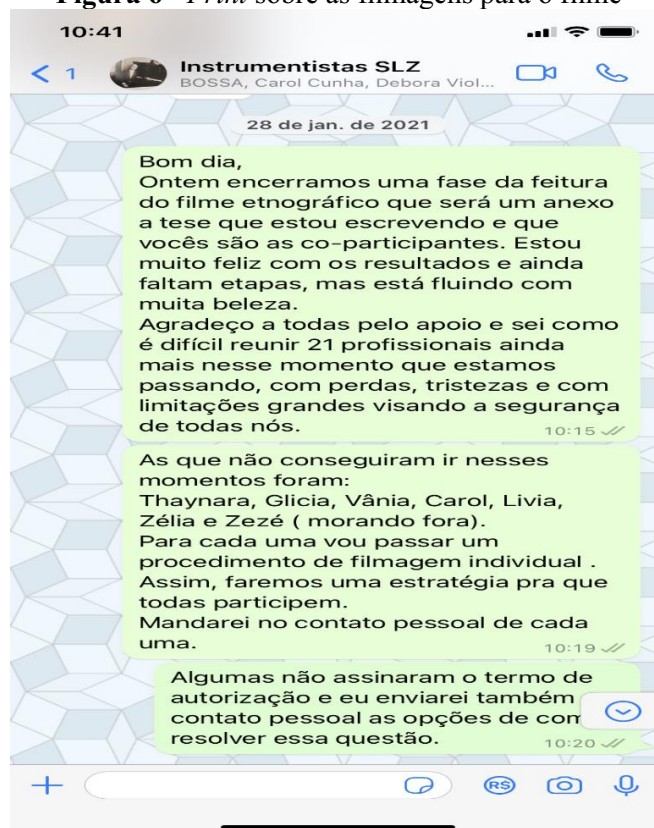 Figura 6 - Print sobre as filmagens para o filme
10:41
1
Instrumentistas SLZ
BOSSA, Carol Cunha, Debora Viol...
28 de jan. de 2021
Bom dia,
Ontem encerramos uma fase da feitura
do filme etnográfico que será um anexo
a tese que estou escrevendo e que
vocês são as co-participantes. Estou
muito feliz com os resultados e ainda
faltam etapas, mas está fluindo com
muita beleza.
Agradeço a todas pelo apoio e sei como
é difícil reunir 21 profissionais ainda
mais nesse momento que estamos
passando, com perdas, tristezas e com
limitações grandes visando a segurança
de todas nós.
10:15
As que não conseguiram ir nesses
momentos foram:
Thaynara, Glicia, Vânia, Carol, Livia,
Zélia e Zezé ( morando fora).
Para cada uma vou passar um
procedimento de filmagem individual .
Assim, faremos uma estratégia pra que
todas participem.
Mandarei no contato pessoal de cada
uma.
10:19
Algumas não assinaram o termo de
autorização e eu enviarei também
contato pessoal as opções de com
resolver essa questão.
10:20
R$